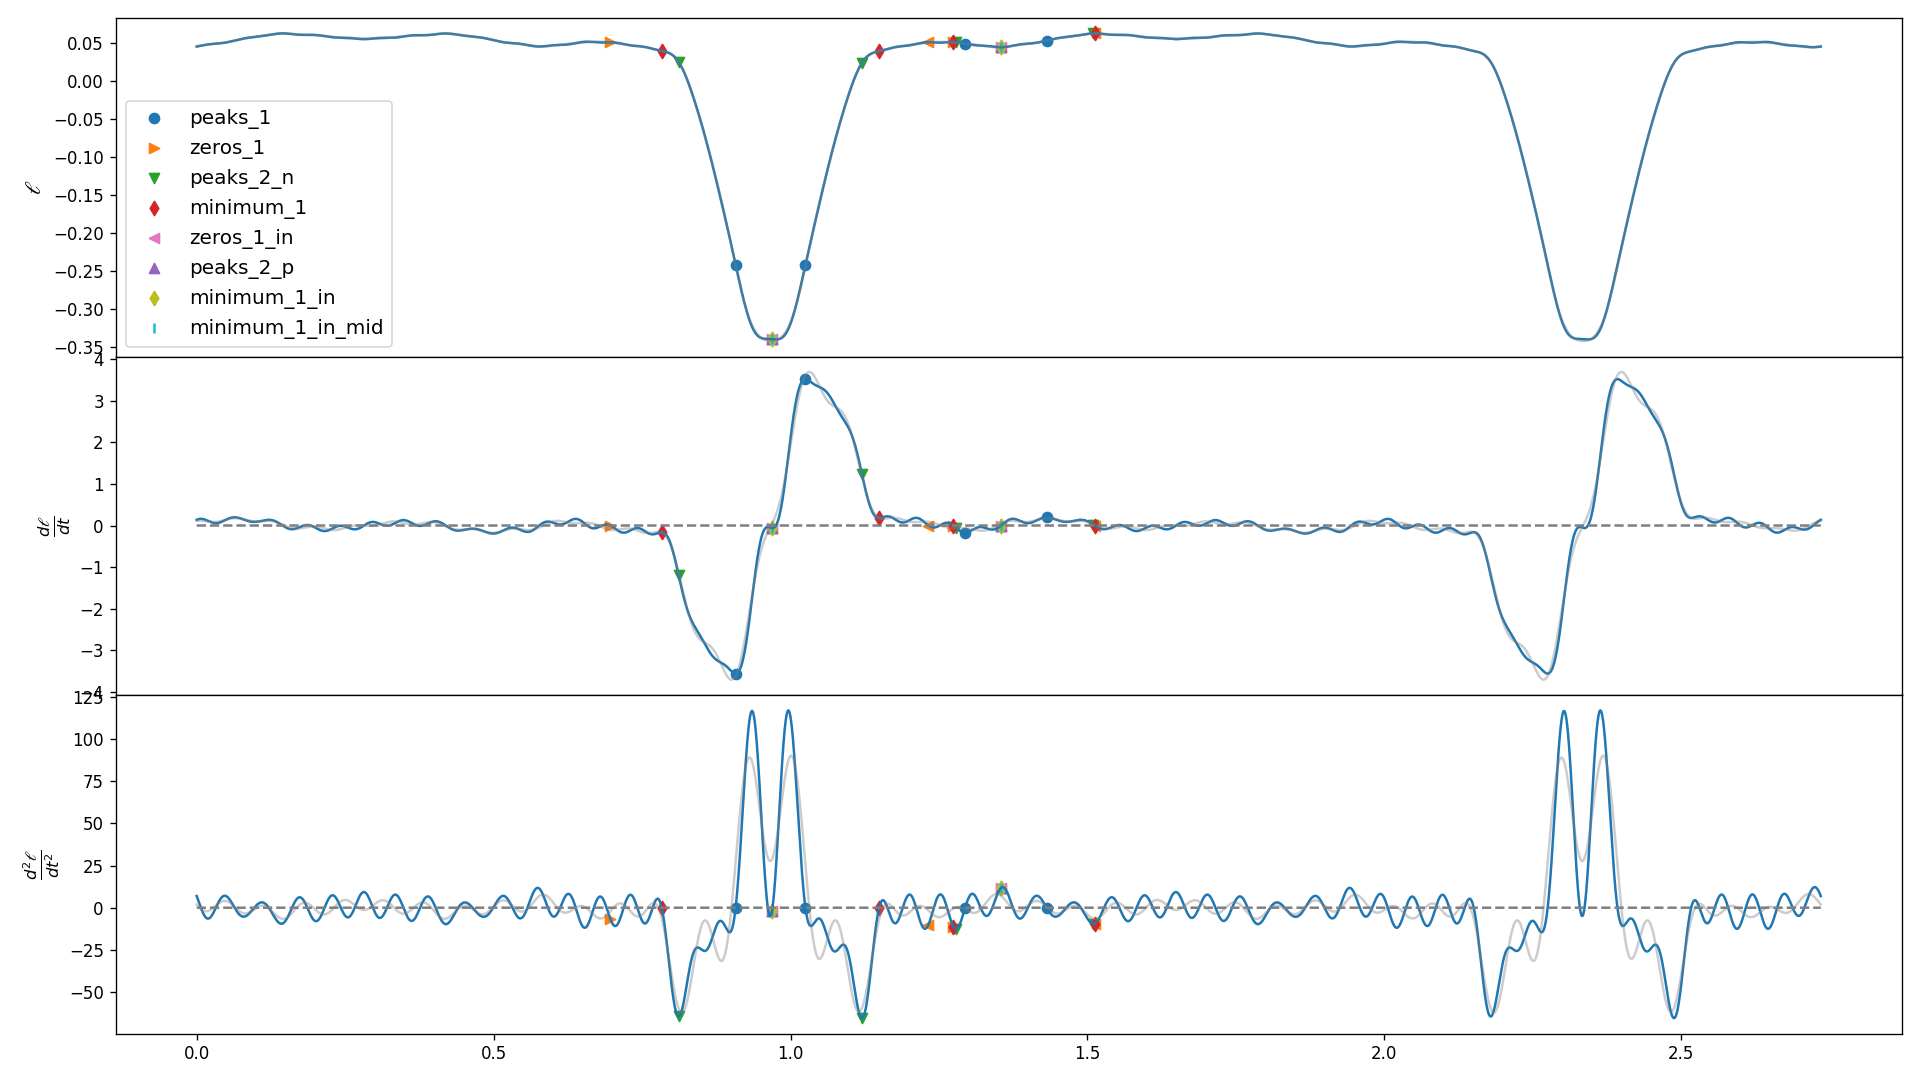 0.05
0.00
−0.05
−0.10
−0.15
−0.20
−0.25
−0.30
−0.35
ℓ
peaks_1
zeros_1
peaks_2_n
minimum_1
zeros_1_in
peaks_2_p
minimum_1_in
minimum_1_in_mid
4
3
2
1
0
−1
−2
−3
−4
dℓ
dt
125
100
75
50
25
0
−25
−50
d²ℓ
dt²
0.0 0.5 1.0 1.5 2.0 2.5